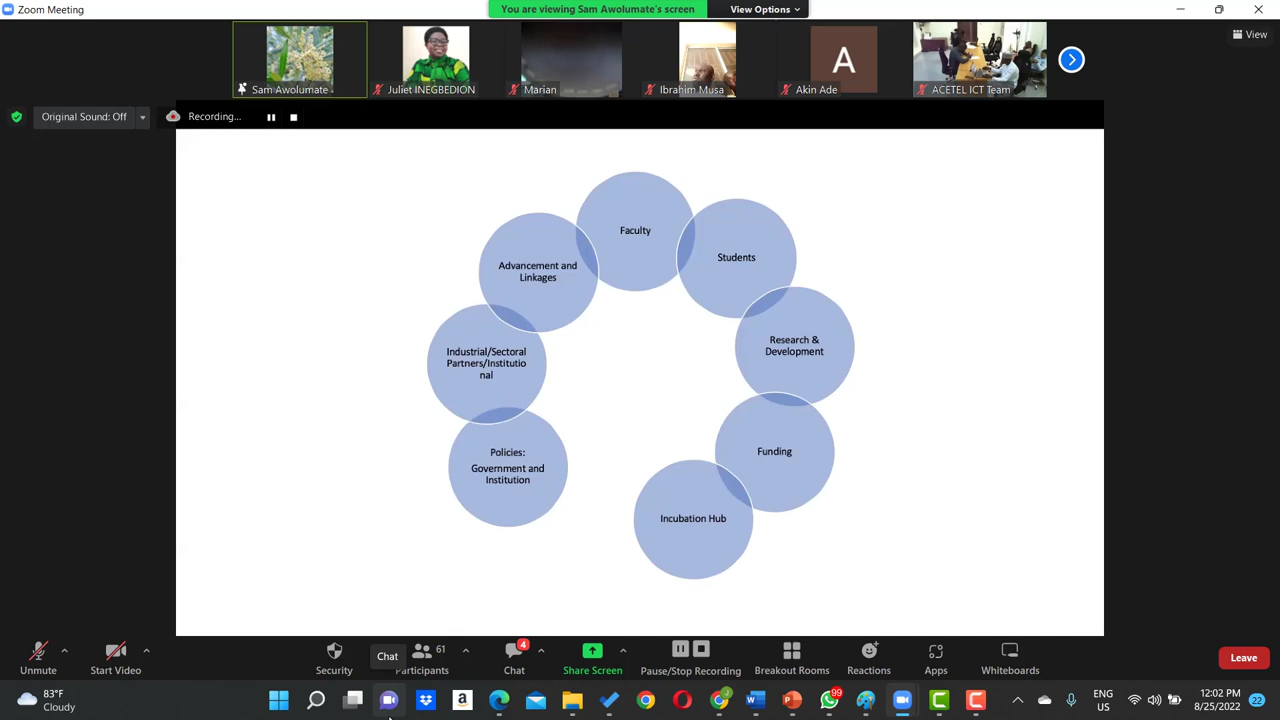 Zoom Meeting
You are viewing Sam Awolumate's screen
View Options
View
Sam Awolumate
Juliet INEGBEDION
Marian
Ibrahim Musa
A
Akin Ade
ACETEL ICT Team
Original Sound: Off
Recording...
Faculty
Students
Advancement and
Linkages
Research &
Development
Industrial/Sectoral
Partners/Institutio
nal
Funding
Policies:
Government and
Institution
Incubation Hub
Unmute
Start Video
Security
Chat
Participants
61
Chat
4
Share Screen
Pause/Stop Recording
Breakout Rooms
Reactions
Apps
Whiteboards
Leave
83°F
Cloudy
99
ENG
US
12:02 PM
8/25/2022
22